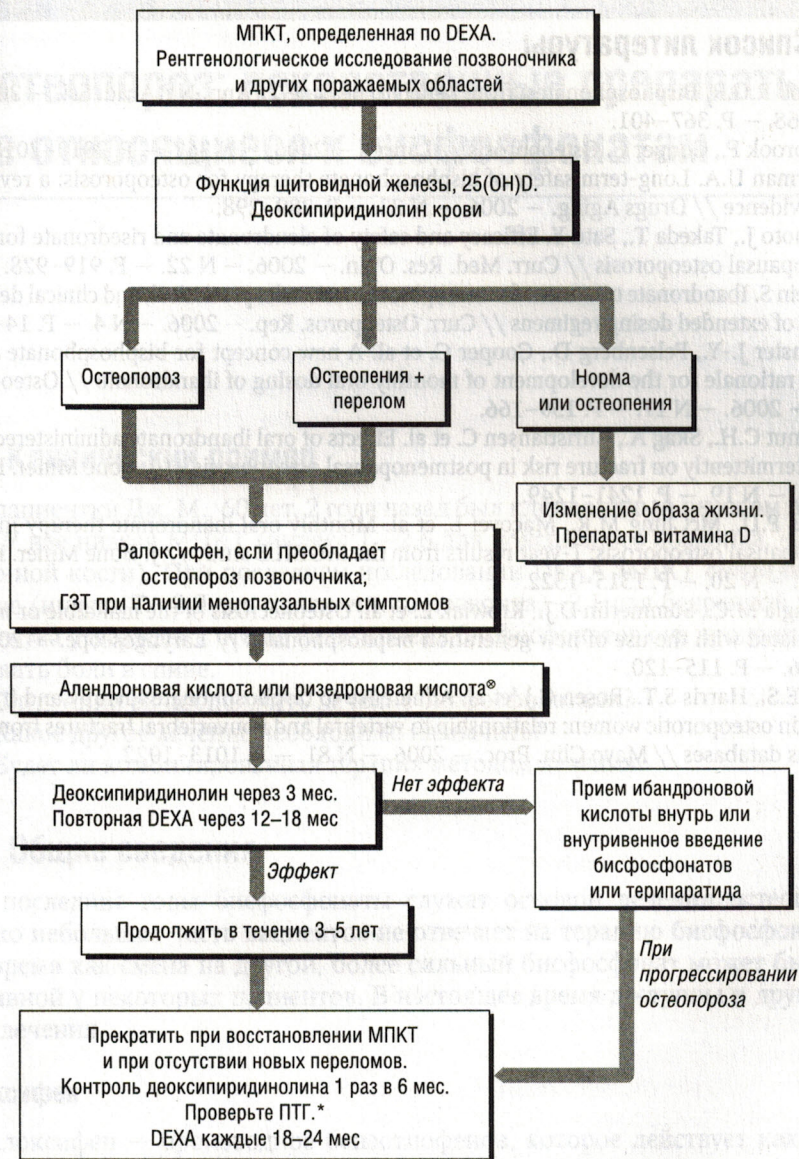 МПКТ, определенная по DEXA.
Рентгенологическое исследование позвоночника
и других поражаемых областей
Функция щитовидной железы, 25(OH)D.
Деоксипиридинолин крови
Остеопороз
Остеопения +
перелом
Норма
или остеопения
Изменение образа жизни.
Препараты витамина D
Ралоксифен, если преобладает
остеопороз позвоночника;
ГЗТ при наличии менопаузальных симптомов
Алендроновая кислота или ризедроновая кислота®
Деоксипиридинолин через 3 мес.
Повторная DEXA через 12–18 мес
Нет эффекта
Прием ибандроновой
кислоты внутрь или
внутривенное введение
бисфосфонатов
или терипаратида
Эффект
Продолжить в течение 3–5 лет
При
прогрессировании
остеопороза
Прекратить при восстановлении МПКТ
и при отсутствии новых переломов.
Контроль деоксипиридинолина 1 раз в 6 мес.
Проверьте ПТГ.*
DEXA каждые 18–24 мес